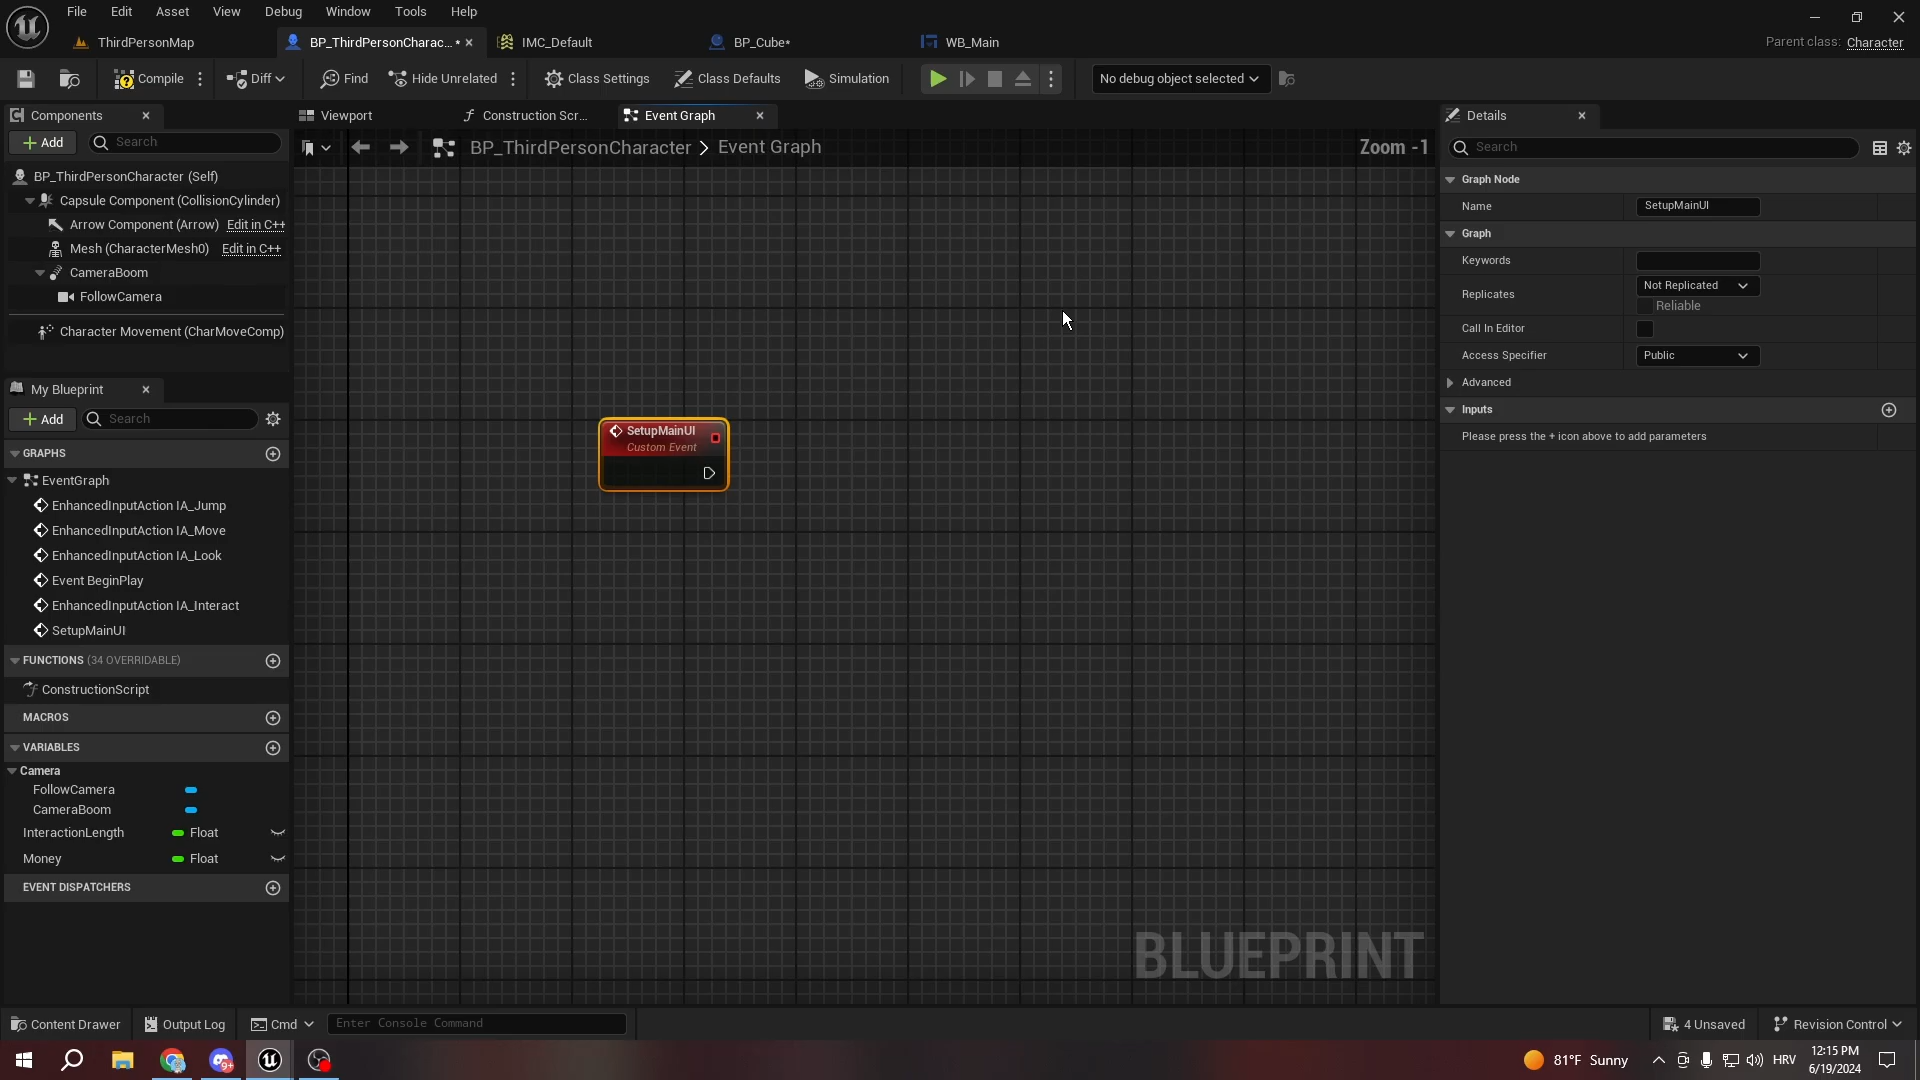 File Edit Asset View Debug Window Tools Help
ThirdPersonMap BP_ThirdPersonCharac... * IMC_Default BP_Cube* WB_Main Parent class: Character
Compile Diff Find Hide Unrelated Class Settings Class Defaults Simulation No debug object selected
Components Viewport Construction Scr... Event Graph Details
Add Search BP_ThirdPersonCharacter > Event Graph Zoom -1 Search
BP_ThirdPersonCharacter (Self)
Capsule Component (CollisionCylinder)
Arrow Component (Arrow) Edit in C++
Mesh (CharacterMesh0) Edit in C++
CameraBoom
FollowCamera
Character Movement (CharMoveComp)
My Blueprint
Add Search
GRAPHS
EventGraph
EnhancedInputAction IA_Jump
EnhancedInputAction IA_Move
EnhancedInputAction IA_Look
Event BeginPlay
EnhancedInputAction IA_Interact
SetupMainUI
FUNCTIONS (34 OVERRIDABLE)
ConstructionScript
MACROS
VARIABLES
Camera
FollowCamera
CameraBoom
InteractionLength Float
Money Float
EVENT DISPATCHERS
SetupMainUI
Custom Event
BLUEPRINT
Graph Node
Name SetupMainUI
Graph
Keywords
Replicates Not Replicated
Reliable
Call In Editor
Access Specifier Public
Advanced
Inputs
Please press the + icon above to add parameters
Content Drawer Output Log Cmd Enter Console Command 4 Unsaved Revision Control
9+ 81°F Sunny HRV 12:15 PM
6/19/2024